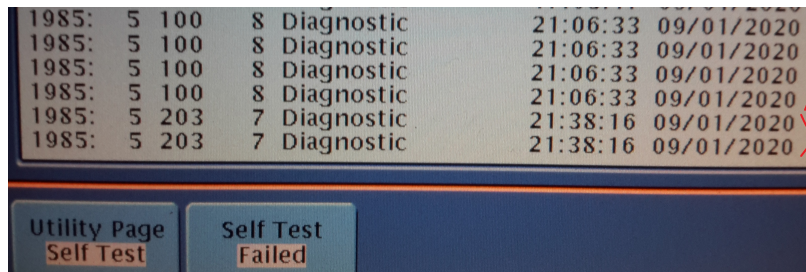 1985: 5 100 8 Diagnostic 21:06:33 09/01/2020
1985: 5 100 8 Diagnostic 21:06:33 09/01/2020
1985: 5 100 8 Diagnostic 21:06:33 09/01/2020
1985: 5 100 8 Diagnostic 21:06:33 09/01/2020
1985: 5 203 7 Diagnostic 21:38:16 09/01/2020
1985: 5 203 7 Diagnostic 21:38:16 09/01/2020
Utility Page
Self Test
Self Test
Failed